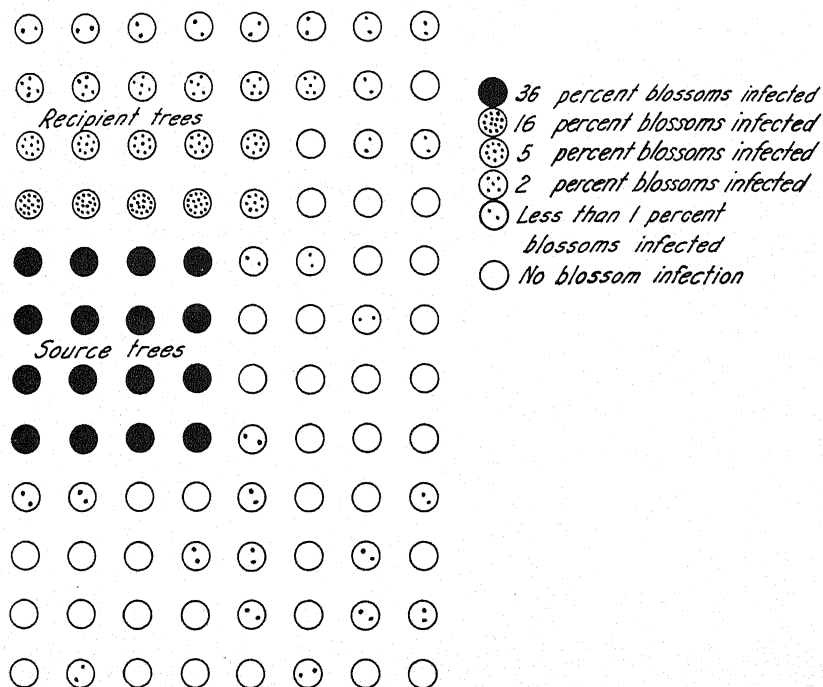 Recipient trees
Source trees
36 percent blossoms infected
16 percent blossoms infected
5 percent blossoms infected
2 percent blossoms infected
Less than 1 percent
blossoms infected
No blossom infection